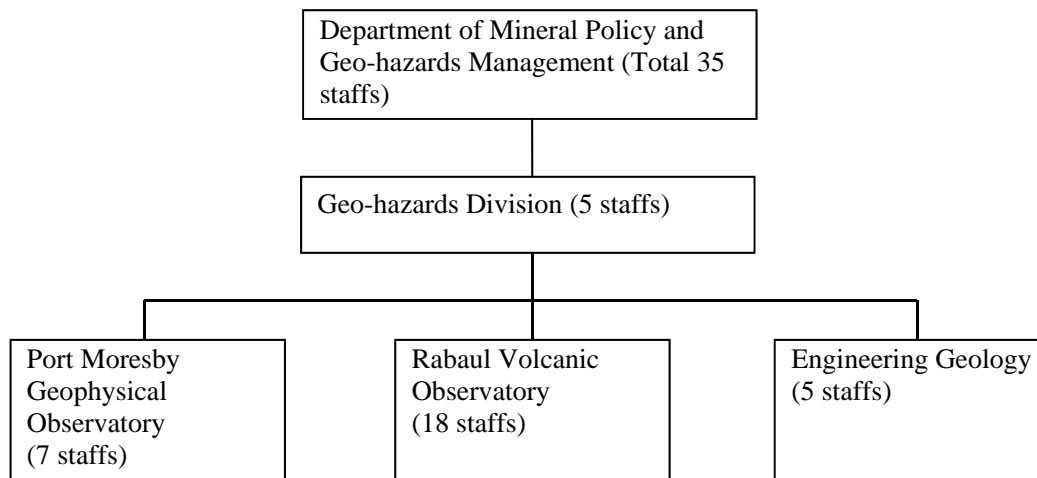 Department of Mineral Policy and
Geo-hazards Management (Total 35
staffs)
Geo-hazards Division (5 staffs)
Port Moresby
Geophysical
Observatory
(7 staffs)
Rabaul Volcanic
Observatory
(18 staffs)
Engineering Geology
(5 staffs)